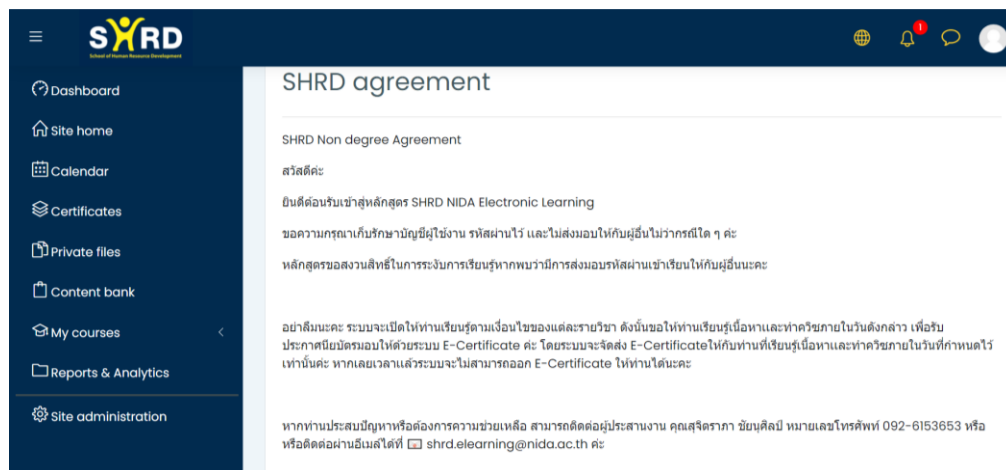 SHRD
School of Human Resource Development
1
Dashboard
Site home
Calendar
Certificates
Private files
Content bank
My courses
Reports & Analytics
Site administration
SHRD agreement
SHRD Non degree Agreement
สวัสดีค่ะ
ยินดีต้อนรับเข้าสู่หลักสูตร SHRD NIDA Electronic Learning
ขอความกรุณาเก็บรักษาบัญชีผู้ใช้งาน รหัสผ่านไว้ และไม่ส่งมอบให้กับผู้อื่นไม่ว่ากรณีใด ๆ ค่ะ
หลักสูตรขอสงวนสิทธิ์ในการระงับการเรียนรู้หากพบว่ามีการส่งมอบรหัสผ่านเข้าเรียนให้กับผู้อื่นนะคะ
อย่าลืมนะคะ ระบบจะเปิดให้ท่านเรียนรู้ตามเงื่อนไขของแต่ละรายวิชา ดังนั้นขอให้ท่านเรียนรู้เนื้อหาและทำควิซภายในวันดังกล่าว เพื่อรับ
ประกาศนียบัตรมอบให้ด้วยระบบ E-Certificate ค่ะ โดยระบบจะจัดส่ง E-Certificateให้กับท่านที่เรียนรู้เนื้อหาและทำควิซภายในวันที่กำหนดไว้
เท่านั้นค่ะ หากเลยเวลาแล้วระบบจะไม่สามารถออก E-Certificate ให้ท่านได้นะคะ
หากท่านประสบปัญหาหรือต้องการความช่วยเหลือ สามารถติดต่อผู้ประสานงาน คุณสุจิตราภา ชัยนุศิลป์ หมายเลขโทรศัพท์ 092-6153653 หรือ
หรือติดต่อผ่านอีเมล์ได้ที่ shrd.elearning@nida.ac.th ค่ะ